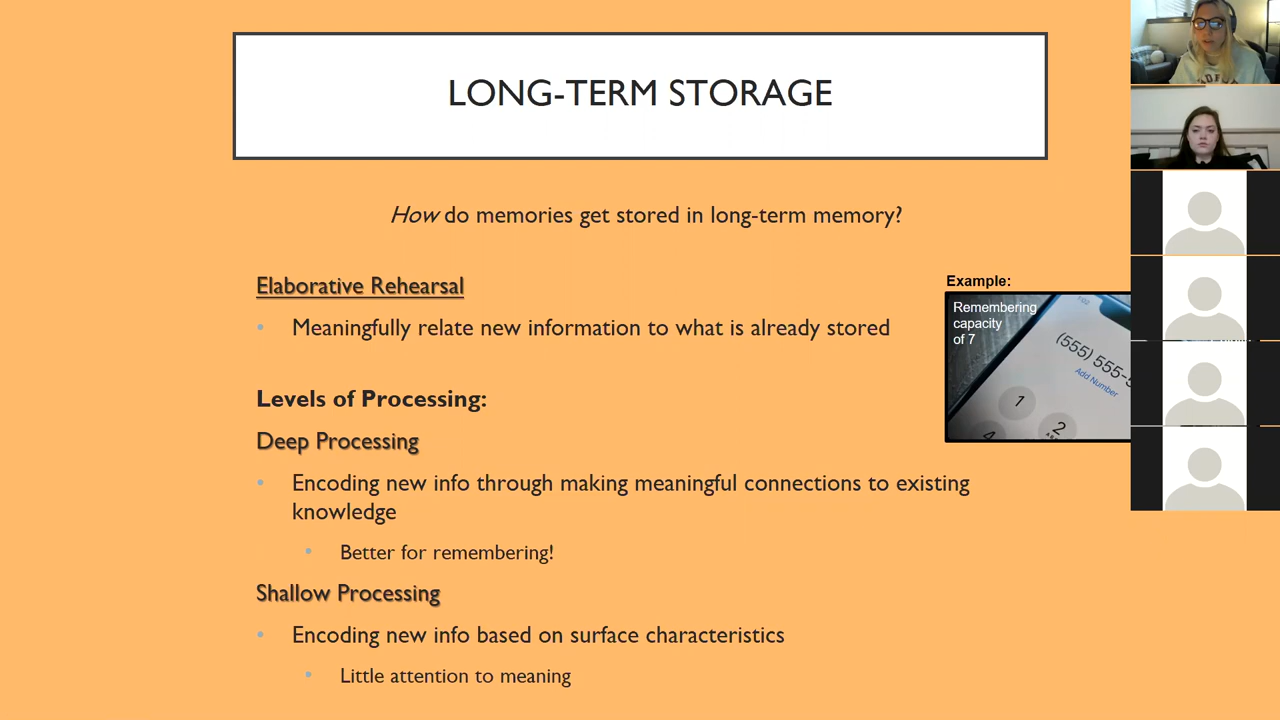 LONG-TERM STORAGE
How do memories get stored in long-term memory?
Elaborative Rehearsal
• Meaningfully relate new information to what is already stored
Example:
Remembering
capacity
of 7
(555) 555-5
Add Number
1
2
4
Levels of Processing:
Deep Processing
• Encoding new info through making meaningful connections to existing
knowledge
• Better for remembering!
Shallow Processing
• Encoding new info based on surface characteristics
• Little attention to meaning